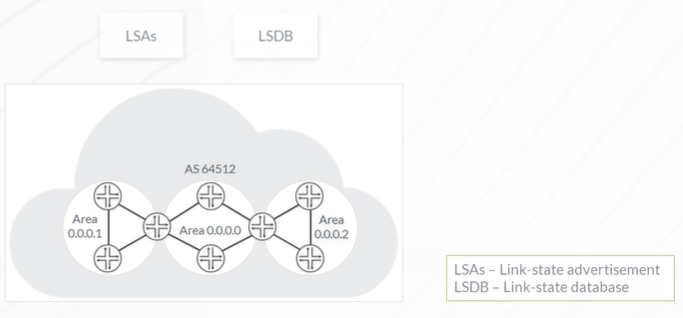 LSAs
LSDB
AS 64512
Area
0.0.0.1
Area 0.0.0.0
Area
0.0.0.2
LSAs – Link-state advertisement
LSDB – Link-state database